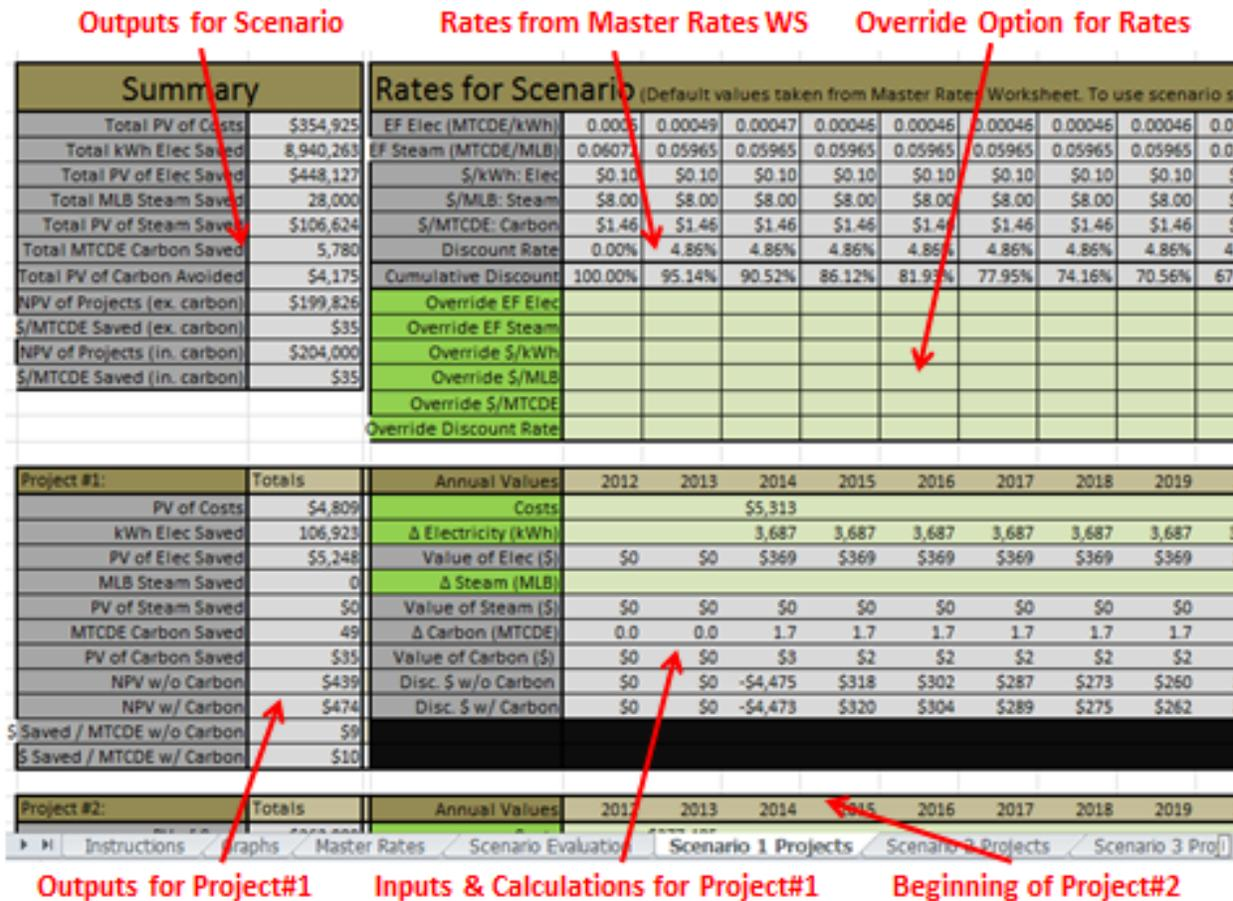 Outputs for Scenario Rates from Master Rates WS Override Option for Rates
Summary Rates for Scenario (Default values taken from Master Rates Worksheet. To use scenario s
Total PV of Costs $354,925 EF Elec (MTCDE/kWh) 0.00049 0.00047 0.00046 0.00046 0.00046 0.00046 0.00046 0.0
Total kWh Elec Saved 8,940,263 EF Steam (MTCDE/MLB) 0.05965 0.05965 0.05965 0.05965 0.05965 0.05965 0.05965 0.0
Total PV of Elec Saved $448,127 $/kWh: Elec $0.10 $0.10 $0.10 $0.10 $0.10 $0.10 $0.10 $0.10
Total MLB Steam Saved 28,000 $/MLB: Steam $8.00 $8.00 $8.00 $8.00 $8.00 $8.00 $8.00 $8.00
Total PV of Steam Saved $106,624 $/MTCDE: Carbon $1.46 $1.46 $1.46 $1.46 $1.46 $1.46 $1.46 $1.46
Total MTCDE Carbon Saved 5,780 Discount Rate 0.00% 4.86% 4.86% 4.86% 4.86% 4.86% 4.86% 4.86% 4
Total PV of Carbon Avoided $4,175 Cumulative Discount 100.00% 95.14% 90.52% 86.12% 81.93% 77.95% 74.16% 70.56% 67
NPV of Projects (ex. carbon) $199,826 Override EF Elec
$/MTCDE Saved (ex. carbon) $35 Override EF Steam
NPV of Projects (in. carbon) $204,000 Override $/kWh
$/MTCDE Saved (in. carbon) $35 Override $/MLB
Override $/MTCDE
Override Discount Rate
Project #1: Totals Annual Values 2012 2013 2014 2015 2016 2017 2018 2019
PV of Costs $4,809 Costs $5,313
kWh Elec Saved 106,923 Δ Electricity (kWh) 3,687 3,687 3,687 3,687 3,687 3,687
PV of Elec Saved $5,248 Value of Elec ($) $0 $0 $369 $369 $369 $369 $369 $369
MLB Steam Saved 0 Δ Steam (MLB)
PV of Steam Saved $0 Value of Steam ($) $0 $0 $0 $0 $0 $0 $0 $0
MTCDE Carbon Saved 49 Δ Carbon (MTCDE) 0.0 0.0 1.7 1.7 1.7 1.7 1.7 1.7
PV of Carbon Saved $35 Value of Carbon ($) $0 $0 $3 $2 $2 $2 $2 $2
NPV w/o Carbon $439 Disc. $ w/o Carbon $0 $0 -$4,475 $318 $302 $287 $273 $260
NPV w/ Carbon $474 Disc. $ w/ Carbon $0 $0 -$4,473 $320 $304 $289 $275 $262
$ Saved / MTCDE w/o Carbon $9
$ Saved / MTCDE w/ Carbon $10
Project #2: Totals Annual Values 2012 2013 2014 2015 2016 2017 2018 2019
Instructions Graphs Master Rates Scenario Evaluation Scenario 1 Projects Scenario 2 Projects Scenario 3 Proj
Outputs for Project#1 Inputs & Calculations for Project#1 Beginning of Project#2